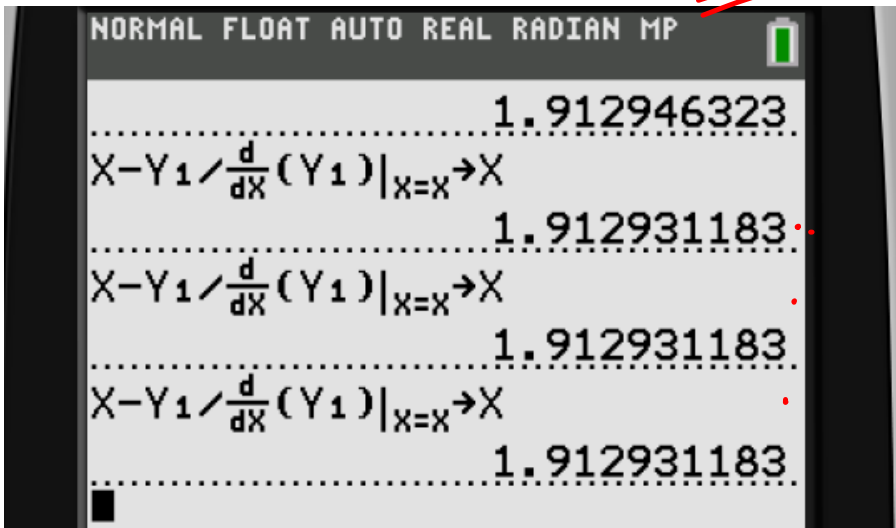 NORMAL FLOAT AUTO REAL RADIAN MP
1.912946323
X-Y₁/d/dX(Y₁)|X=X→X
1.912931183
X-Y₁/d/dX(Y₁)|X=X→X
1.912931183
X-Y₁/d/dX(Y₁)|X=X→X
1.912931183